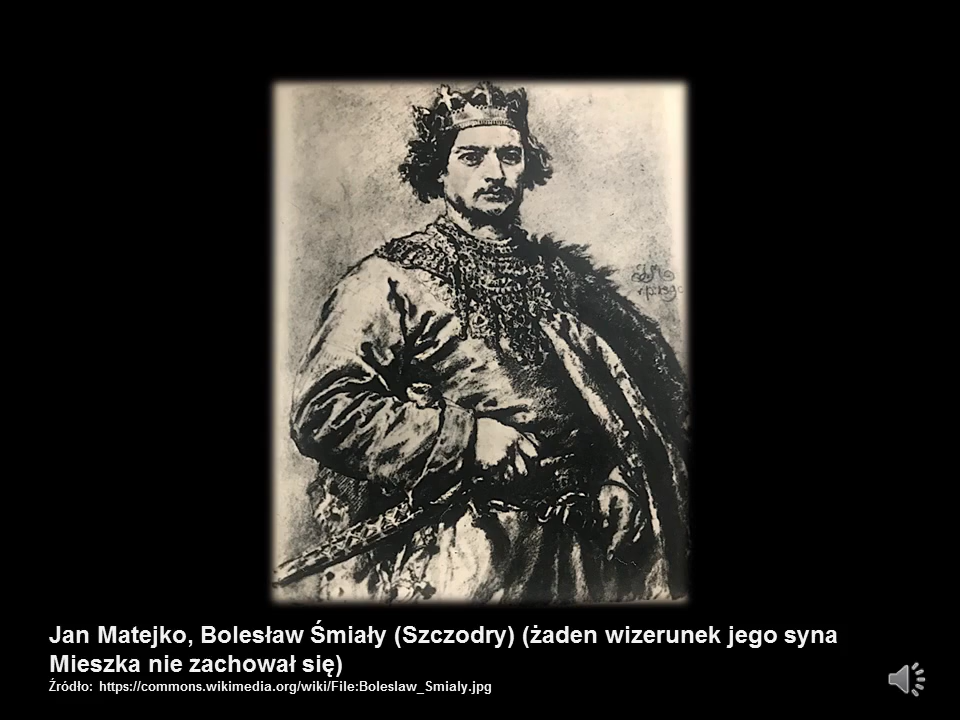 Jan Matejko, Bolesław Śmiały (Szczodry) (żaden wizerunek jego syna
Mieszka nie zachował się)
Źródło: https://commons.wikimedia.org/wiki/File:Boleslaw_Smialy.jpg